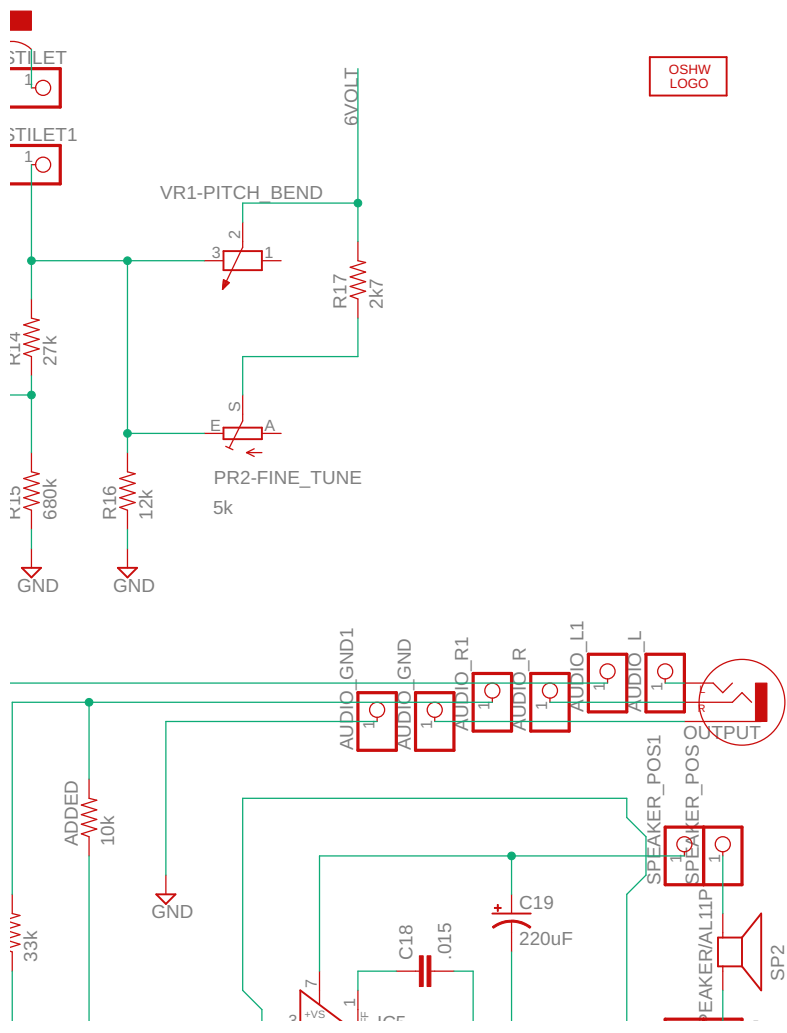 OSHW
LOGO
STILET
1
STILET1
1
6VOLT
VR1-PITCH_BEND
2
3
1
R17
2k7
R14
27k
S
E
A
PR2-FINE_TUNE
5k
R15
680k
R16
12k
GND
GND
AUDIO_GND1
1
AUDIO_GND
1
AUDIO_R1
1
AUDIO_R
1
AUDIO_L1
1
AUDIO_L
1
L
R
OUTPUT
ADDED
10k
SPEAKER_POS1
1
SPEAKER_POS
1
GND
33k
C19
220uF
C18
.015
PEAKER/AL11P
SP2
7
1
3
+VS
IC5